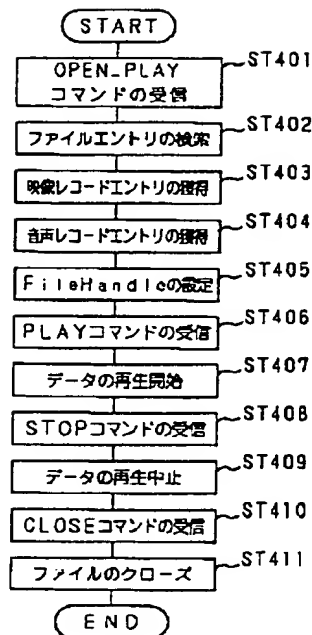 START
OPEN_PLAY
コマンドの受信
ST401
ファイルエントリの検索
ST402
映像レコードエントリの獲得
ST403
音声レコードエントリの獲得
ST404
FileHandleの設定
ST405
PLAYコマンドの受信
ST406
データの再生開始
ST407
STOPコマンドの受信
ST408
データの再生中止
ST409
CLOSEコマンドの受信
ST410
ファイルのクローズ
ST411
END